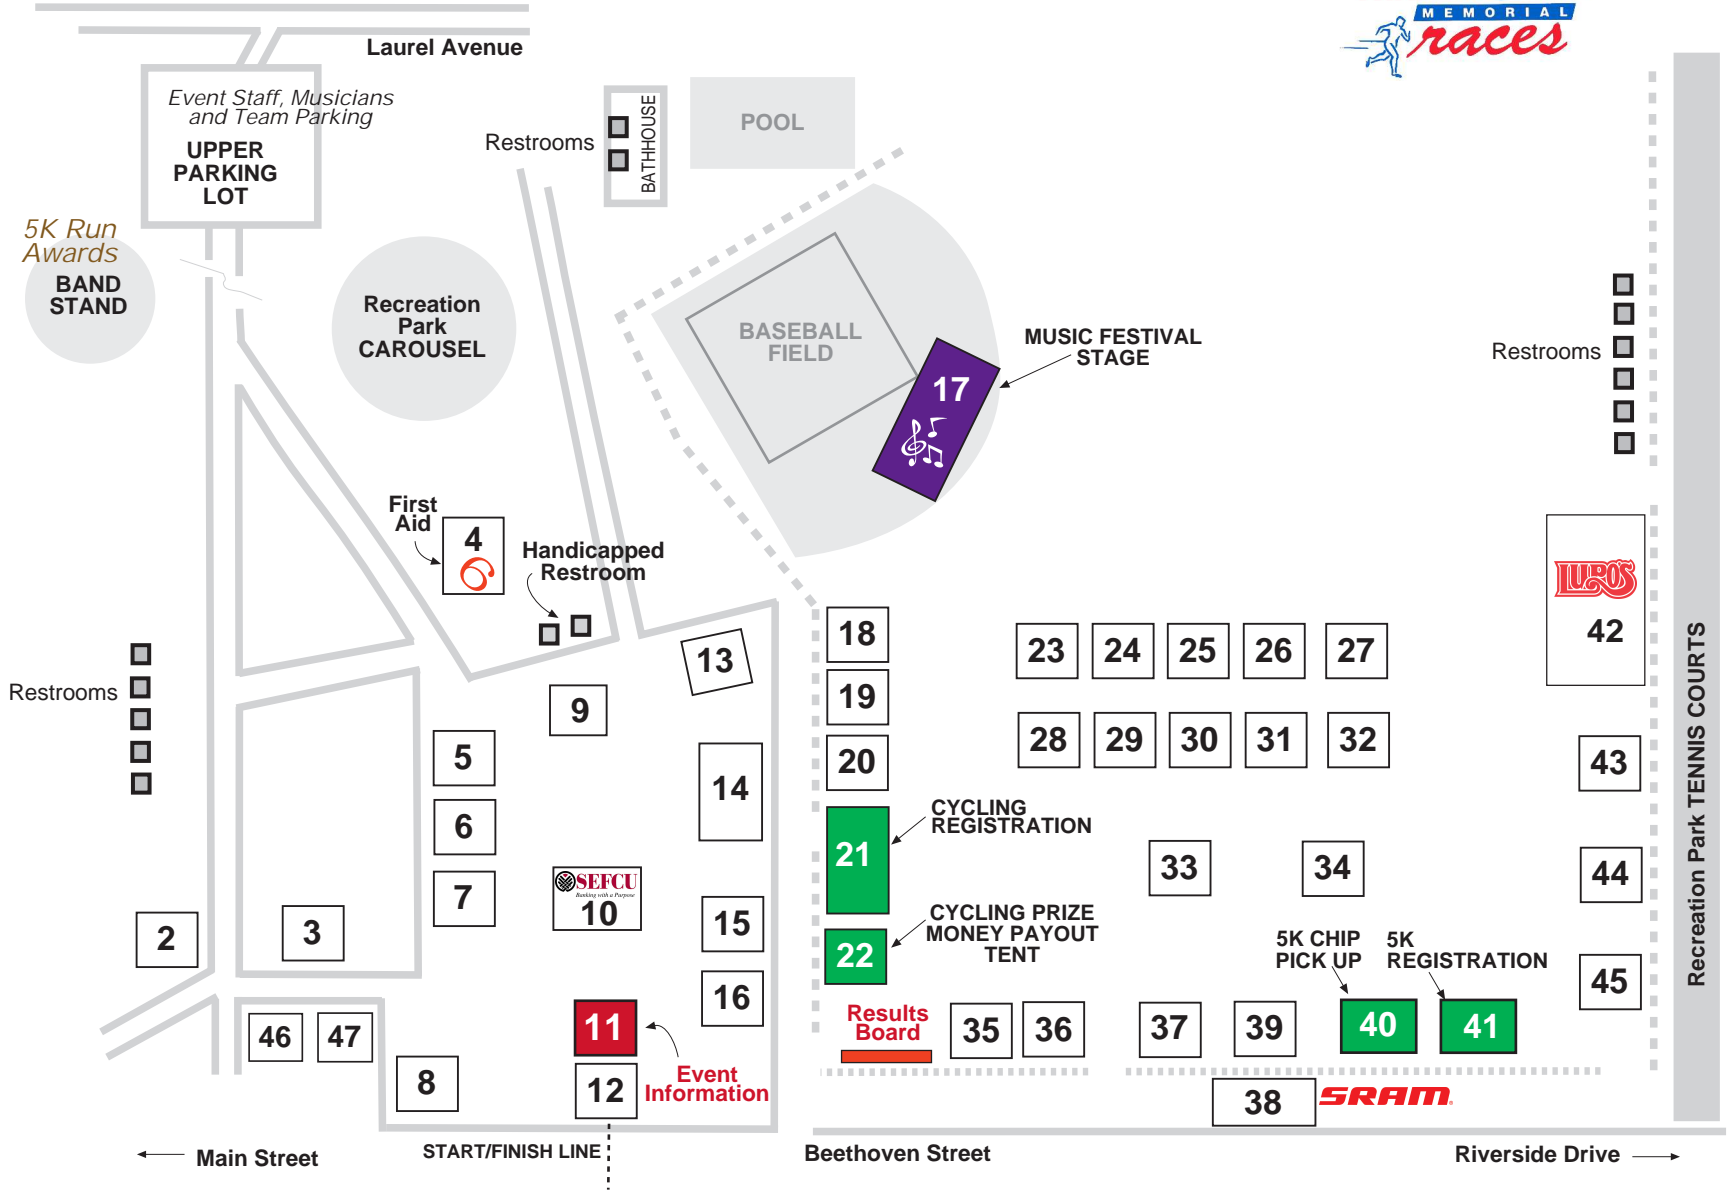 MEMORIAL
races
Laurel Avenue
Event Staff, Musicians
and Team Parking
UPPER
PARKING
LOT
Restrooms
BATHHOUSE
POOL
5K Run
Awards
BAND
STAND
Recreation
Park
CAROUSEL
BASEBALL
FIELD
17
MUSIC FESTIVAL
STAGE
Restrooms
First
Aid
4
Handicapped
Restroom
LUPO'S
42
Recreation Park TENNIS COURTS
Restrooms
13
9
18
19
20
23
24
25
26
27
28
29
30
31
32
43
5
6
7
14
CYCLING
REGISTRATION
21
33
34
44
SEFCU
Banking with a Purpose
10
2
3
15
16
CYCLING PRIZE
MONEY PAYOUT
TENT
22
5K CHIP
PICK UP
5K
REGISTRATION
45
46
47
8
11
12
Event
Information
Results
Board
35
36
37
39
40
41
38
SRAM
Main Street
START/FINISH LINE
Beethoven Street
Riverside Drive